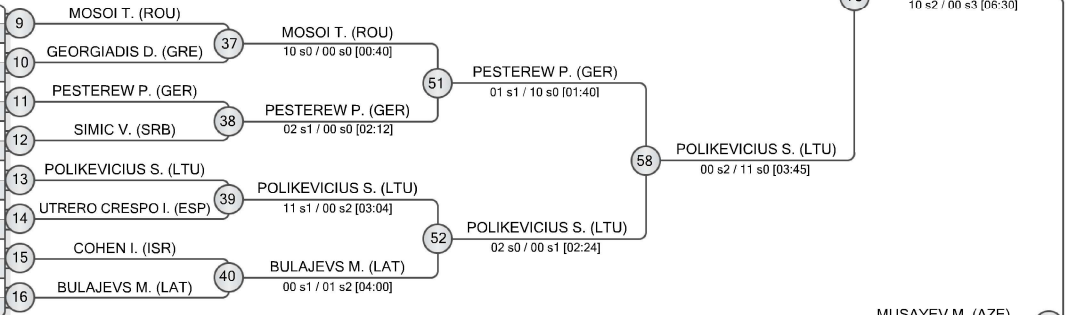 10 s2 / 00 s3 [06:30]
9
MOSOI T. (ROU)
37
MOSOI T. (ROU)
10 s0 / 00 s0 [00:40]
10
GEORGIADIS D. (GRE)
51
PESTEREW P. (GER)
01 s1 / 10 s0 [01:40]
11
PESTEREW P. (GER)
38
PESTEREW P. (GER)
02 s1 / 00 s0 [02:12]
12
SIMIC V. (SRB)
58
POLIKEVICIUS S. (LTU)
00 s2 / 11 s0 [03:45]
13
POLIKEVICIUS S. (LTU)
39
POLIKEVICIUS S. (LTU)
11 s1 / 00 s2 [03:04]
14
UTRERO CRESPO I. (ESP)
52
POLIKEVICIUS S. (LTU)
02 s0 / 00 s1 [02:24]
15
COHEN I. (ISR)
40
BULAJEVS M. (LAT)
00 s1 / 01 s2 [04:00]
16
BULAJEVS M. (LAT)
MUSAYEV M. (AZE)